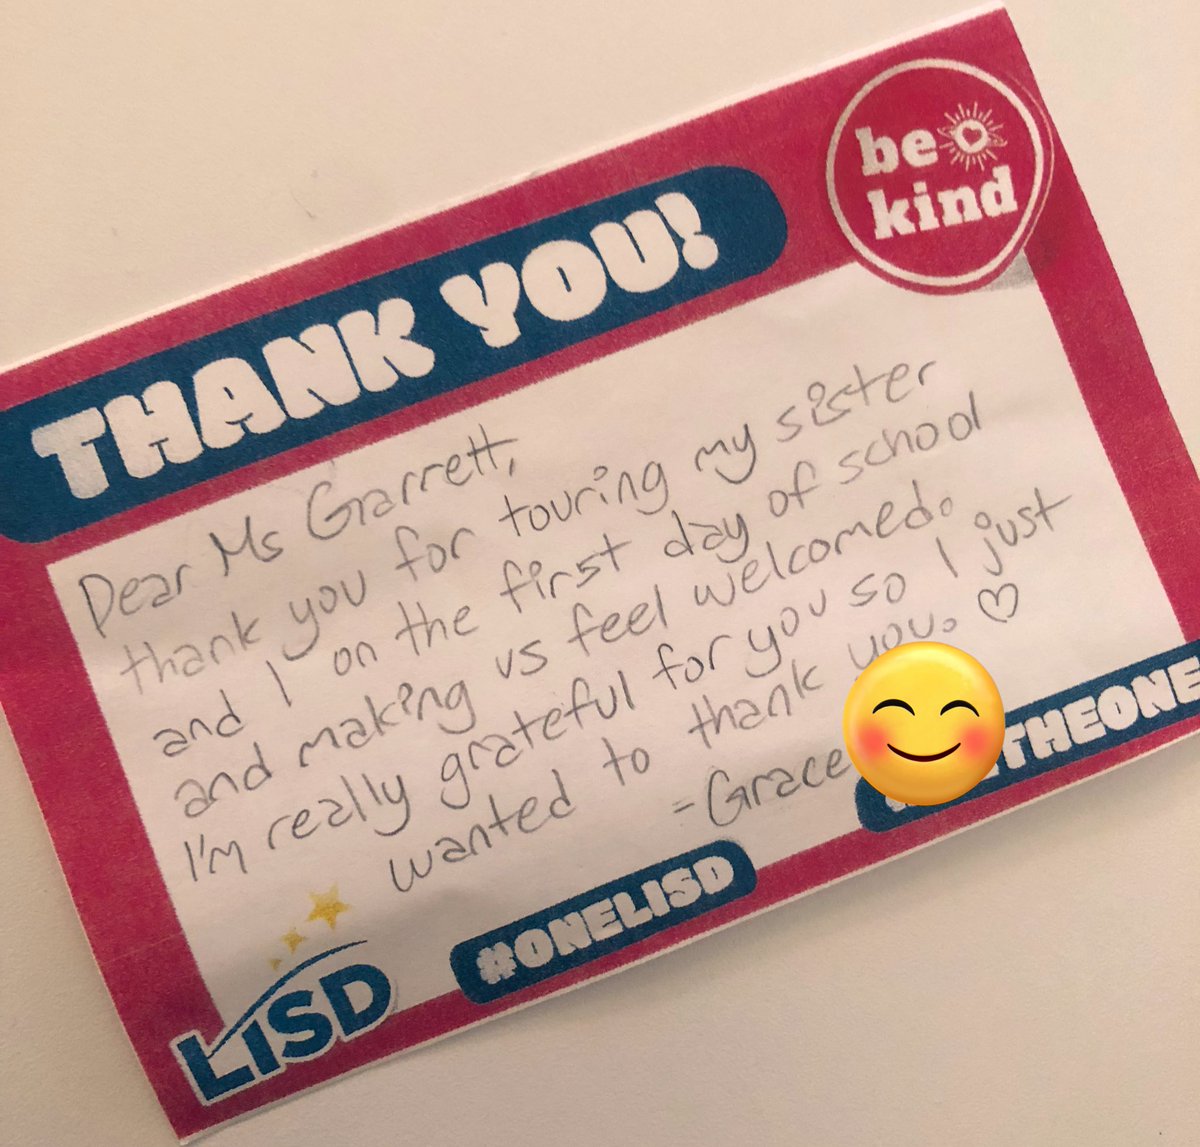 THANK YOU!
be
kind
Dear Ms Garrett,
thank you for touring my sister
and I on the first day of school
and making us feel welcomed.
I'm really grateful for you so I just
wanted to thank you. ♡
-Grace
#ONELISD
THEONE
LISD